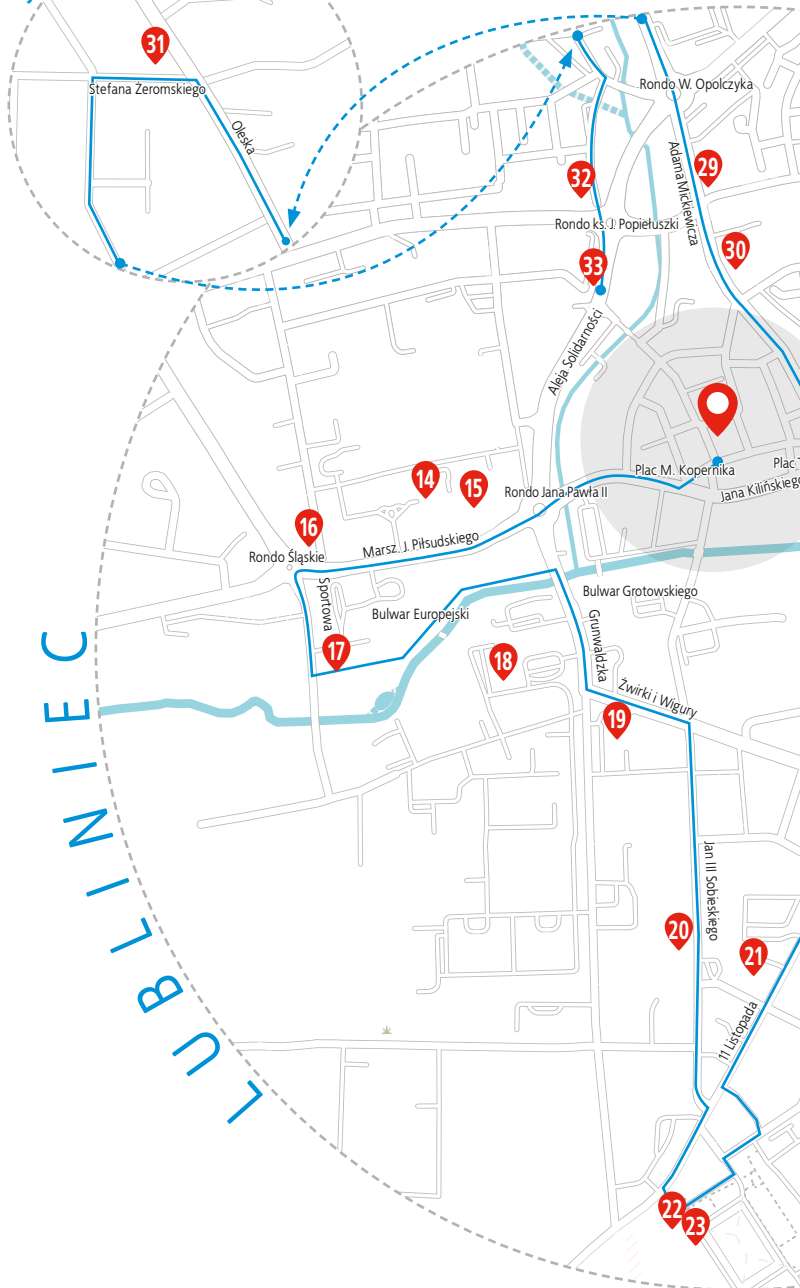 31
Stefana Żeromskiego
Oleska
Rondo W. Opolczyka
Adama Mickiewicza
29
32
Rondo ks. J. Popiełuszki
30
33
Aleja Solidarności
Plac M. Kopernika
Plac
Jana Kilińskiego
14
15
Rondo Jana Pawła II
16
Marsz. J. Piłsudskiego
Rondo Śląskie
Sportowa
Bulwar Europejski
Bulwar Grotowskiego
Grunwaldzka
17
18
Żwirki i Wigury
19
LUBLINIEC
Jan III Sobieskiego
20
21
11 Listopada
22
23